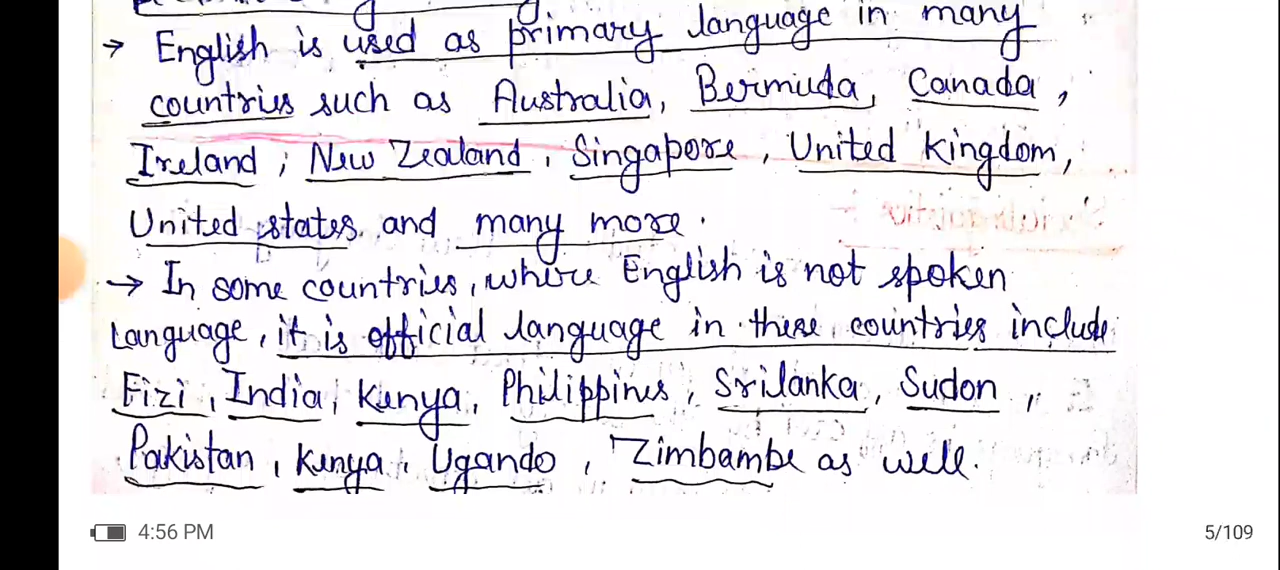 → English is used as primary language in many
countries such as Australia, Bermuda, Canada,
Ireland, New Zealand, Singapore, United kingdom,
United states and many more.
→ In some countries, where English is not spoken
language, it is official language in these countries include
Fizi, India, Kenya, Philippines, Srilanka, Sudon,
Pakistan, kenya, Ugando, Zimbambe as well.
4:56 PM 5/109